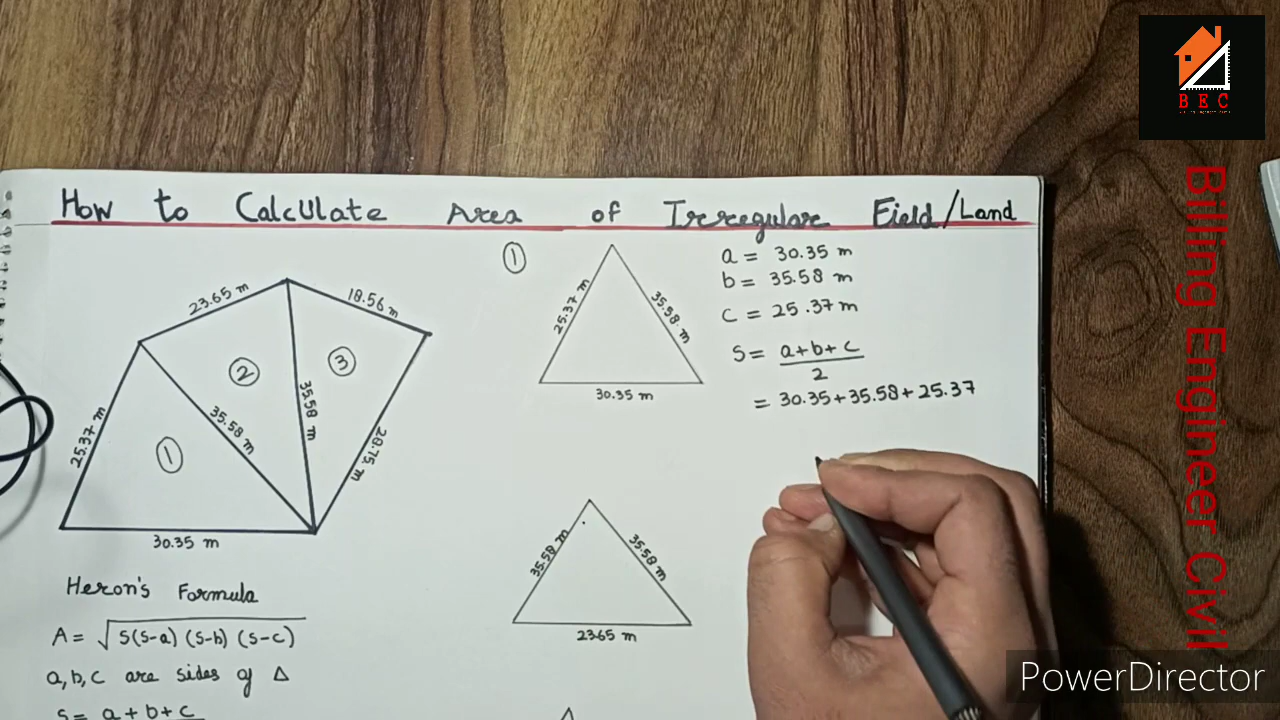 B E C
Billing Engineer Civil
How to Calculate Area of Irregular Field/Land
23.65 m
18.56 m
25.37 m
35.58 m
35.58 m
28.75 m
30.35 m
1
2
3
Heron's Formula
A = √S(S-a) (S-b) (S-c)
a, b, c are sides of Δ
S = a + b + c
1
25.37 m
35.58 m
30.35 m
a = 30.35 m
b = 35.58 m
c = 25.37 m
S = a+b+c
2
= 30.35+35.58+25.37
35.58 m
35.58 m
2365 m
PowerDirector